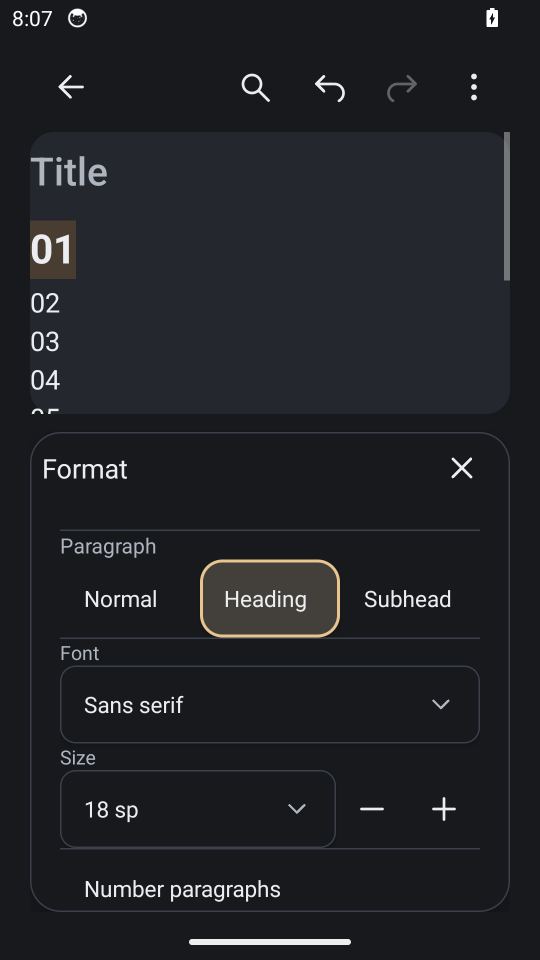 8:07
Title
01
02
03
04
05
Format
Paragraph
Normal Heading Subhead
Font
Sans serif
Size
18 sp
Number paragraphs